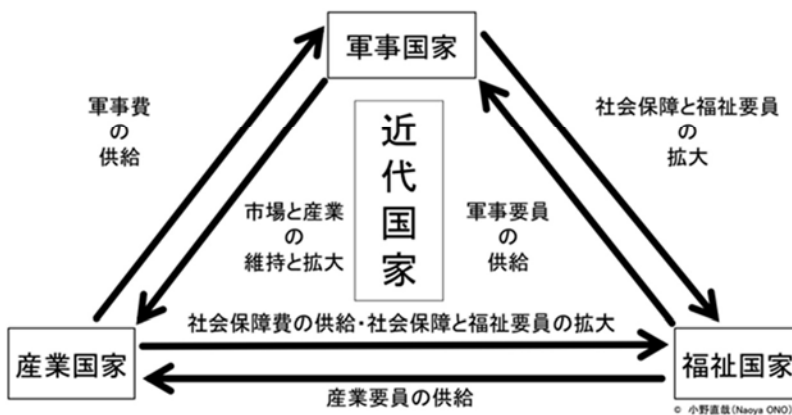 軍事国家
軍事費
の
供給
社会保障と福祉要員
の
拡大
近
代
国
家
市場と産業
の
維持と拡大
軍事要員
の
供給
社会保障費の供給・社会保障と福祉要員の拡大
産業国家
福祉国家
産業要員の供給
© 小野直哉(Naoya ONO)